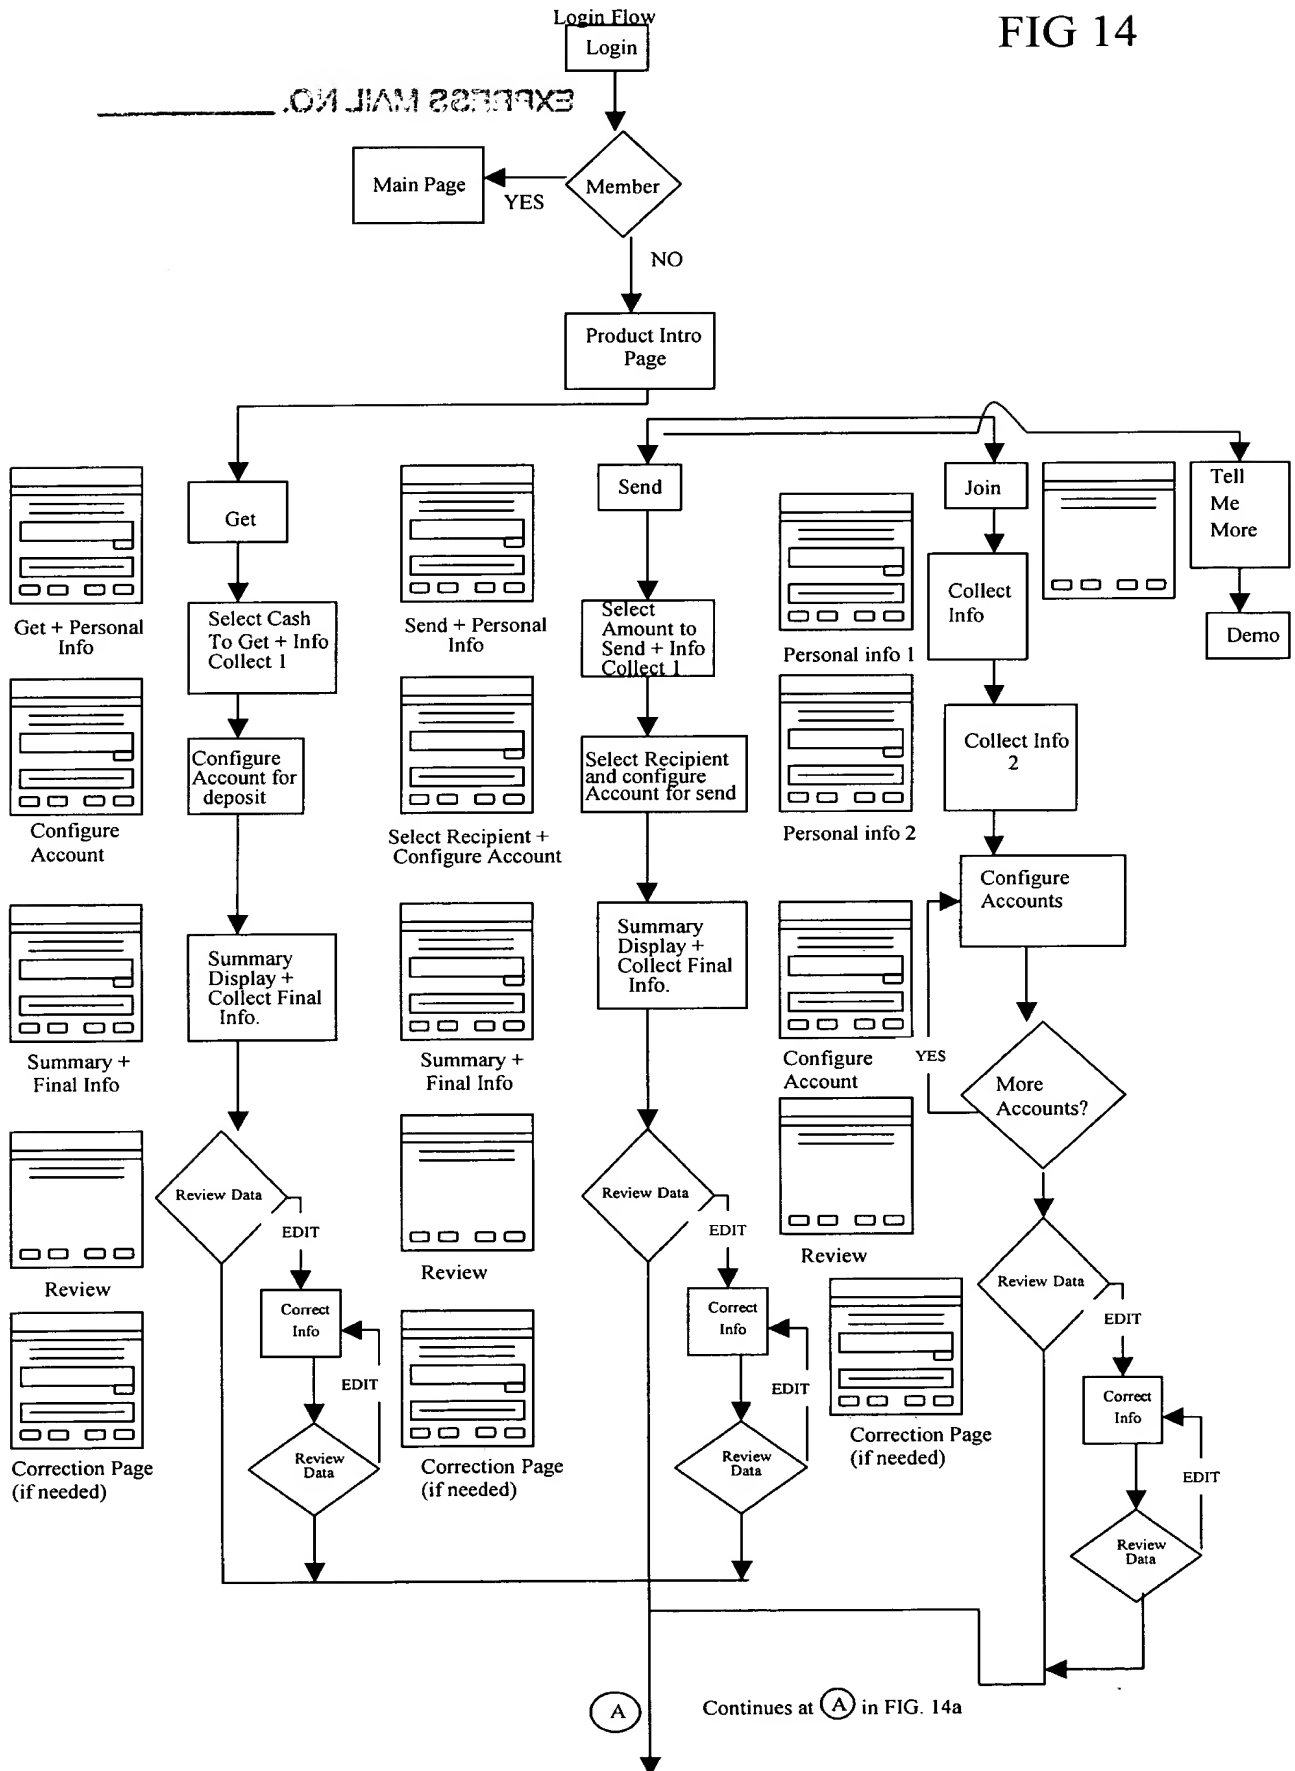 Login Flow
FIG 14
Login
EXPRESS MAIL NO.
Main Page
Member
YES
NO
Product Intro
Page
Get
Send
Join
Tell
Me
More
Select Cash
To Get + Info
Collect 1
Select
Amount to
Send + Info
Collect 1
Collect
Info
Demo
Get + Personal
Info
Send + Personal
Info
Personal info 1
Configure
Account for
deposit
Select Recipient
and configure
Account for send
Collect Info
2
Configure
Account
Select Recipient +
Configure Account
Personal info 2
Configure
Accounts
Summary
Display +
Collect Final
Info.
Summary
Display +
Collect Final
Info.
Summary +
Final Info
Summary +
Final Info
Configure
Account
YES
More
Accounts?
Review Data
EDIT
Review Data
EDIT
Review
Review
Review
Review Data
EDIT
Correct
Info
EDIT
Correct
Info
EDIT
Correct
Info
EDIT
Review
Data
Review
Data
Review
Data
Correction Page
(if needed)
Correction Page
(if needed)
Correction Page
(if needed)
A
Continues at A in FIG. 14a